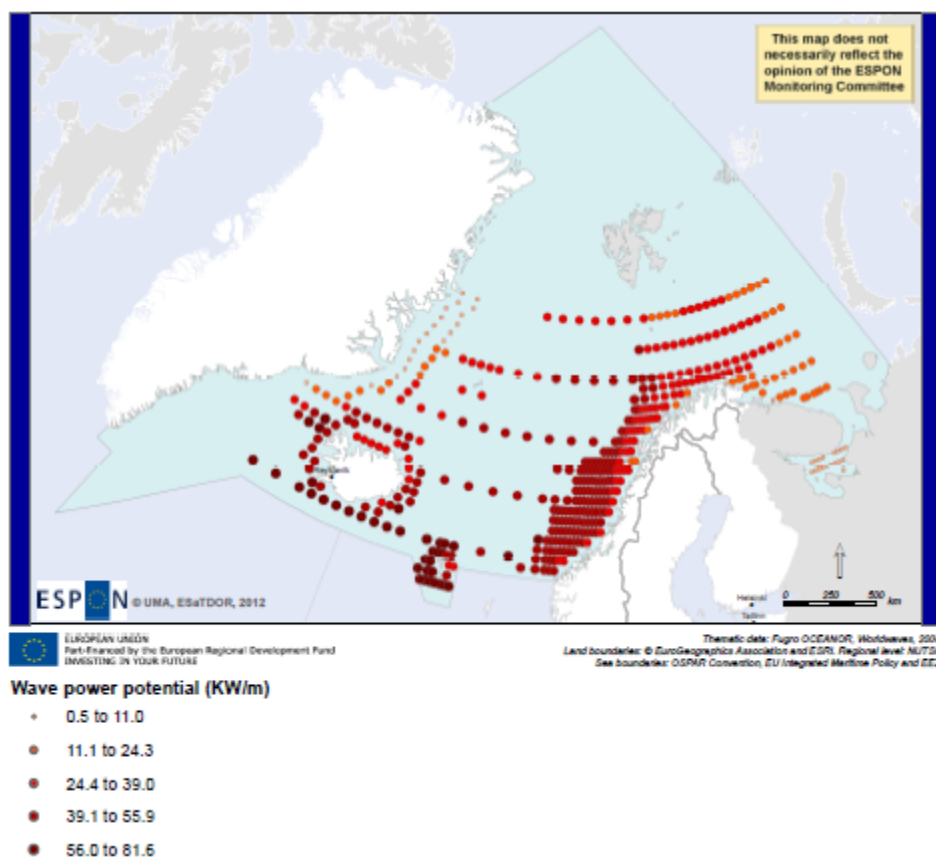 This map does not
necessarily reflect the
opinion of the ESPON
Monitoring Committee
Reykjavik
Helsinki
Tallinn
0 250 500 km
ESPON © UMA, ESaTDOR, 2012
EUROPEAN UNION
Part-financed by the European Regional Development Fund
INVESTING IN YOUR FUTURE
Thematic data: Fugro OCEANOR, Worldwaves,
Land boundaries: © EuroGeographics Association and ESRI. Regional level: NUTS
Sea boundaries: OSPAR Convention, EU Integrated Maritime Policy and EEZ
Wave power potential (KW/m)
0.5 to 11.0
11.1 to 24.3
24.4 to 39.0
39.1 to 55.9
56.0 to 81.6